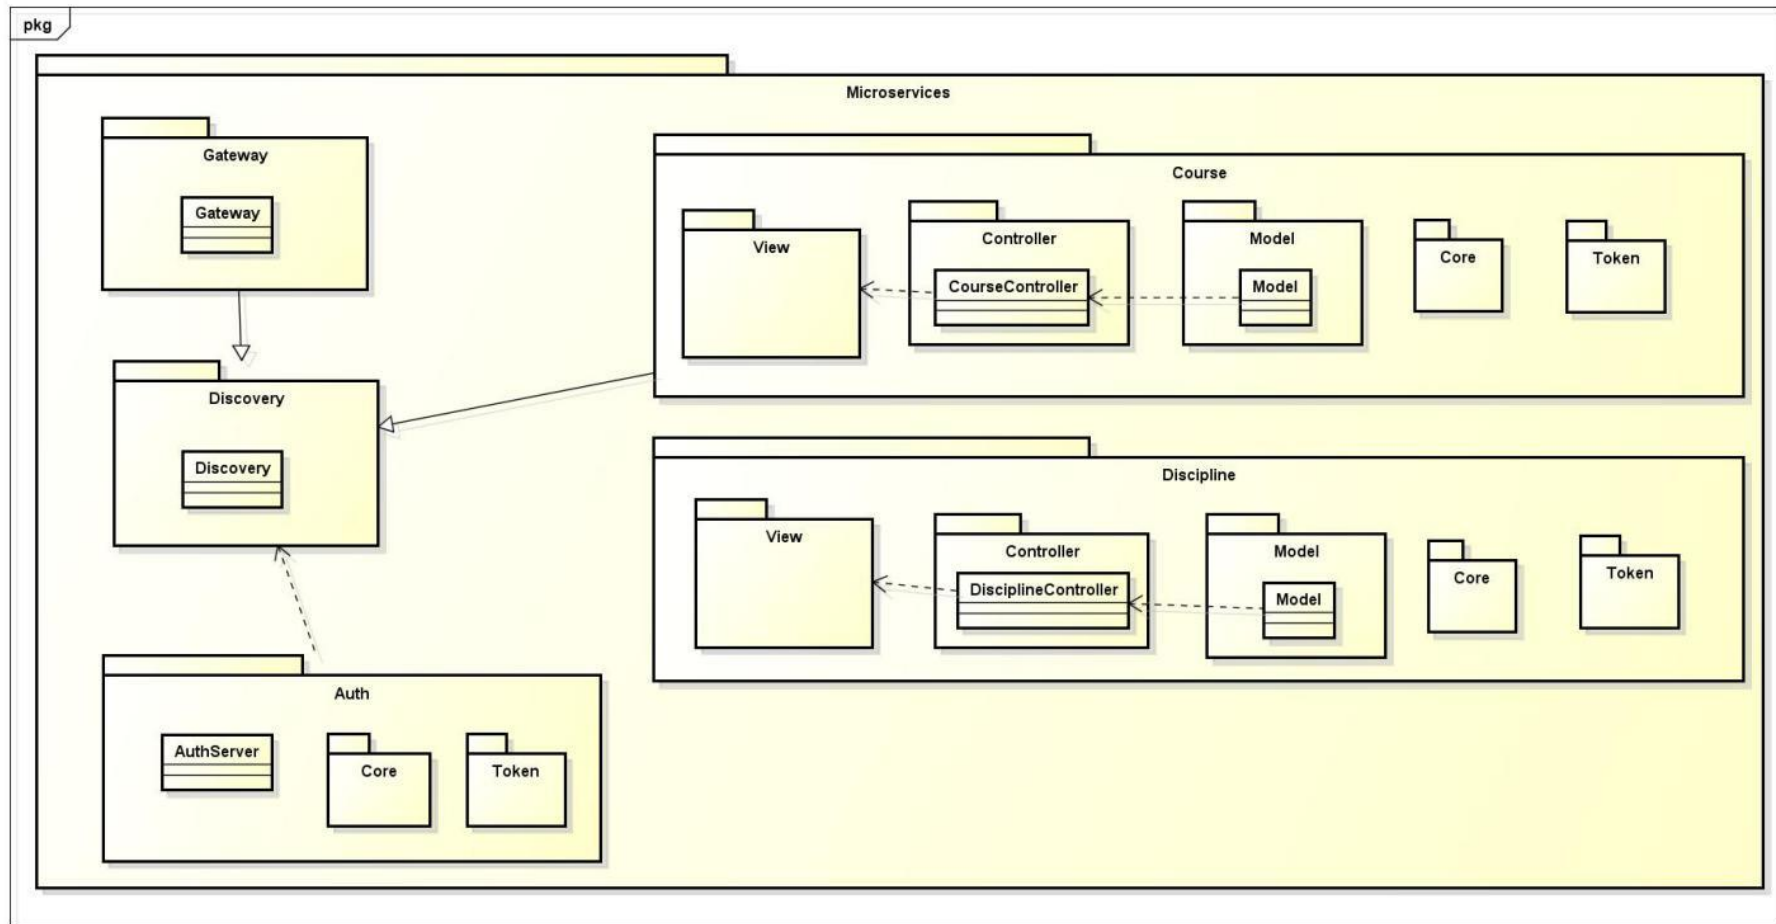 pkg
Microservices
Gateway
Gateway
Discovery
Discovery
Auth
AuthServer
Core
Token
Course
View
Controller
CourseController
Model
Model
Core
Token
Discipline
View
Controller
DisciplineController
Model
Model
Core
Token